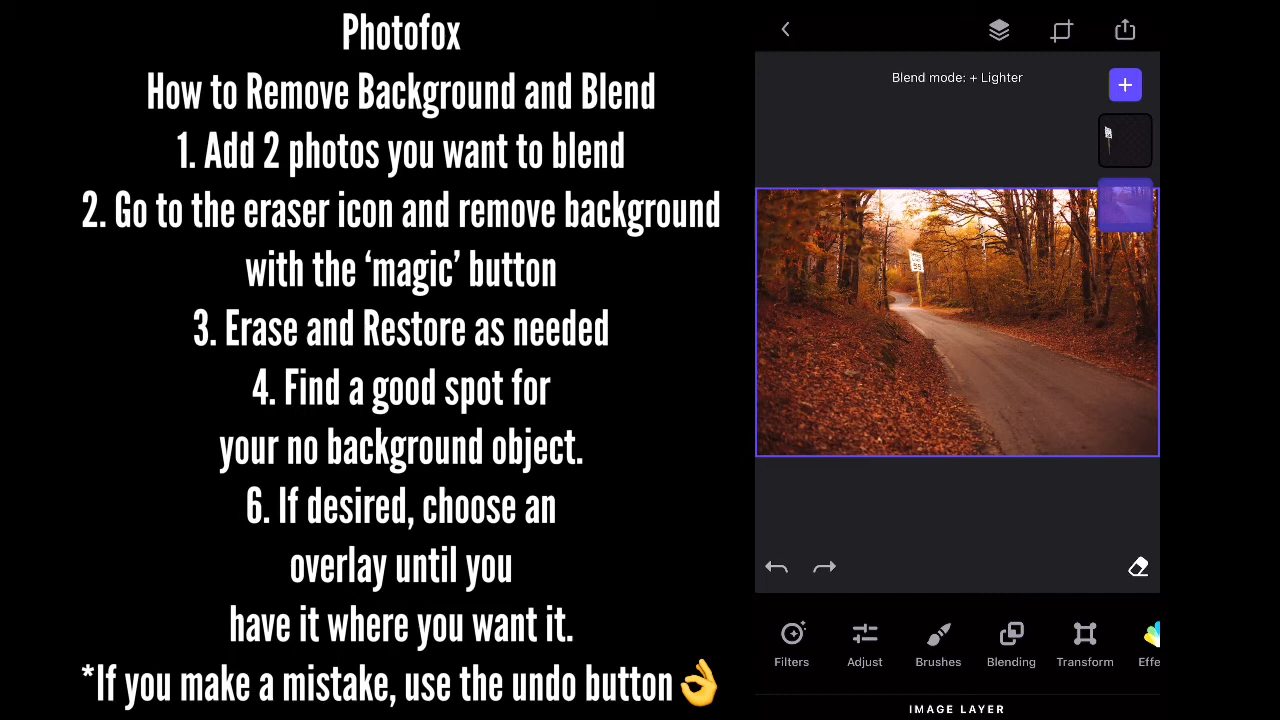 Photofox
How to Remove Background and Blend
1. Add 2 photos you want to blend
2. Go to the eraser icon and remove background
with the ‘magic’ button
3. Erase and Restore as needed
4. Find a good spot for
your no background object.
6. If desired, choose an
overlay until you
have it where you want it.
*If you make a mistake, use the undo button👌
Blend mode: + Lighter
Filters
Adjust
Brushes
Blending
Transform
Effe
IMAGE LAYER